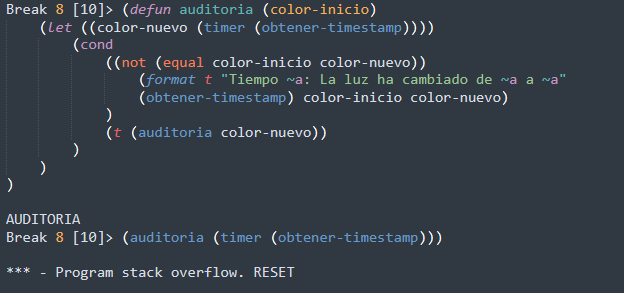 Break 8 [10]> (defun auditoria (color-inicio)
(let ((color-nuevo (timer (obtener-timestamp))))
(cond
((not (equal color-inicio color-nuevo))
(format t "Tiempo ~a: La luz ha cambiado de ~a a ~a"
(obtener-timestamp) color-inicio color-nuevo)
)
(t (auditoria color-nuevo))
)
)
)
AUDITORIA
Break 8 [10]> (auditoria (timer (obtener-timestamp)))
*** - Program stack overflow. RESET